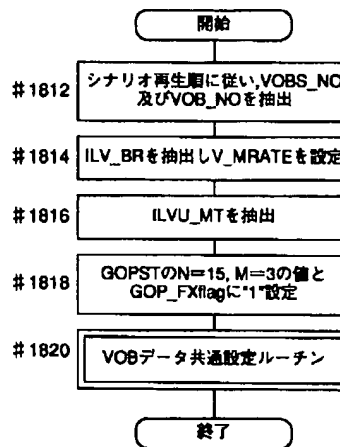 開始
#1812
シナリオ再生順に従い,VOBS_NO
及びVOB_NOを抽出
#1814
ILV_BRを抽出しV_MRATEを設定
#1816
ILVU_MTを抽出
#1818
GOPSTのN=15, M=3の値と
GOP_FXflagに"1"設定
#1820
VOBデータ共通設定ルーチン
終了